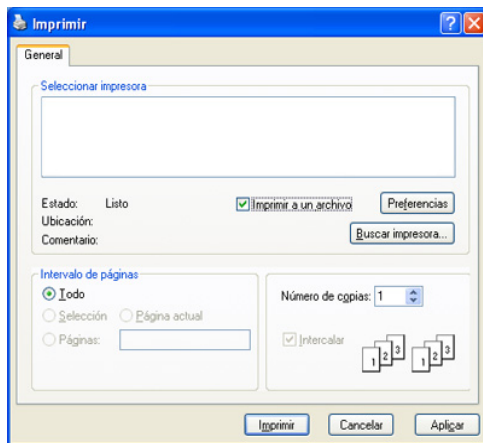 Imprimir
General
Seleccionar impresora
Estado: Listo
Imprimir a un archivo
Preferencias
Ubicación:
Comentario:
Buscar impresora...
Intervalo de páginas
Todo
Selección
Página actual
Páginas:
Número de copias: 1
Intercalar
1 2 3 1 2 3
Imprimir
Cancelar
Aplicar